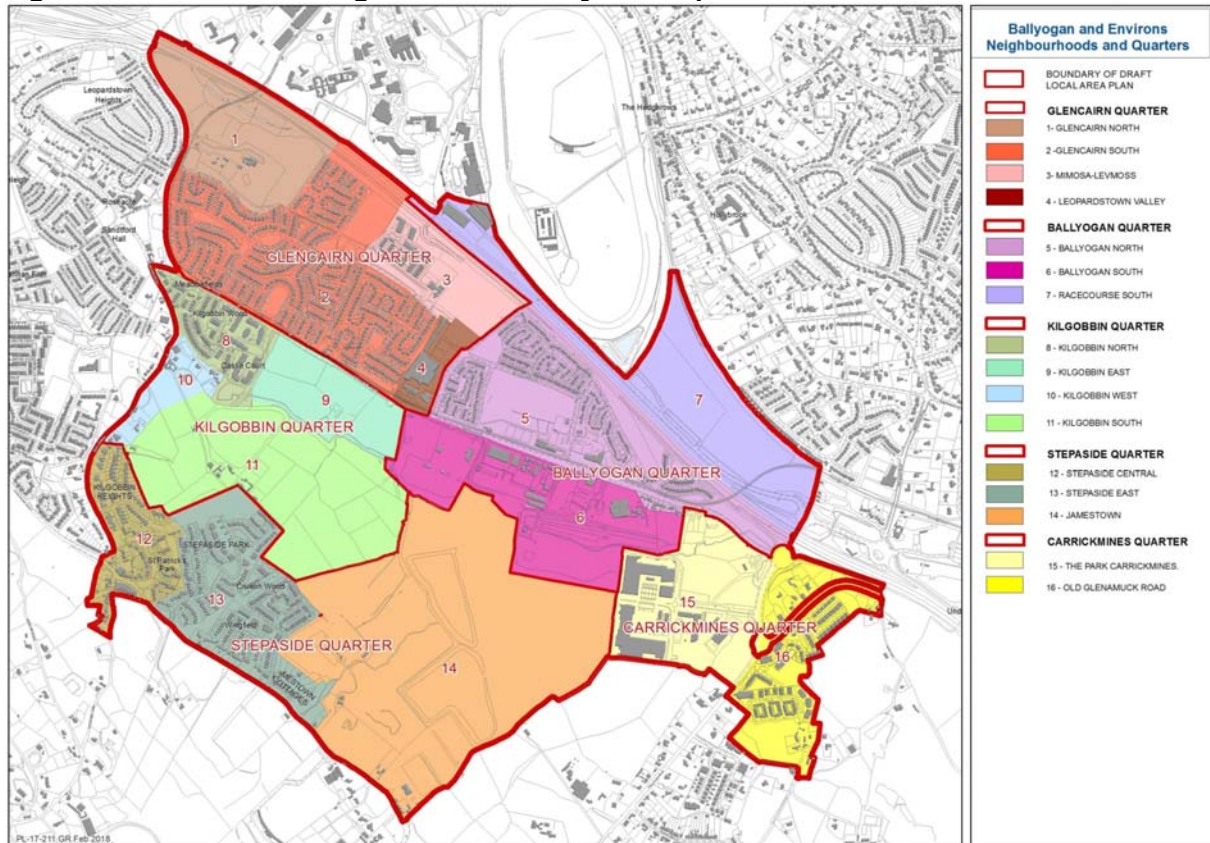 Leopardstown
Heights
The Hedgerows
1
Sandyford
Hall
Hollybrook
GLENCAIRN QUARTER
3
2
Kilgobbin Wood
8
4
10
9
5
7
KILGOBBIN QUARTER
11
BALLYOGAN QUARTER
6
KILGOBBIN
HEIGHTS
12
STEPASIDE PARK
St Patrick's
Park
Cruagh Wood
13
15
CARRICKMINES QUARTER
STEPASIDE QUARTER
14
16
PL-17-211 GR Feb 2018
Ballyogan and Environs
Neighbourhoods and Quarters
BOUNDARY OF DRAFT
LOCAL AREA PLAN
GLENCAIRN QUARTER
1- GLENCAIRN NORTH
2 -GLENCAIRN SOUTH
3- MIMOSA-LEVMOSS
4 - LEOPARDSTOWN VALLEY
BALLYOGAN QUARTER
5 - BALLYOGAN NORTH
6 - BALLYOGAN SOUTH
7 - RACECOURSE SOUTH
KILGOBBIN QUARTER
8 - KILGOBBIN NORTH
9 - KILGOBBIN EAST
10 - KILGOBBIN WEST
11 - KILGOBBIN SOUTH
STEPASIDE QUARTER
12 - STEPASIDE CENTRAL
13 - STEPASIDE EAST
14 - JAMESTOWN
CARRICKMINES QUARTER
15 - THE PARK CARRICKMINES.
16 - OLD GLENAMUCK ROAD